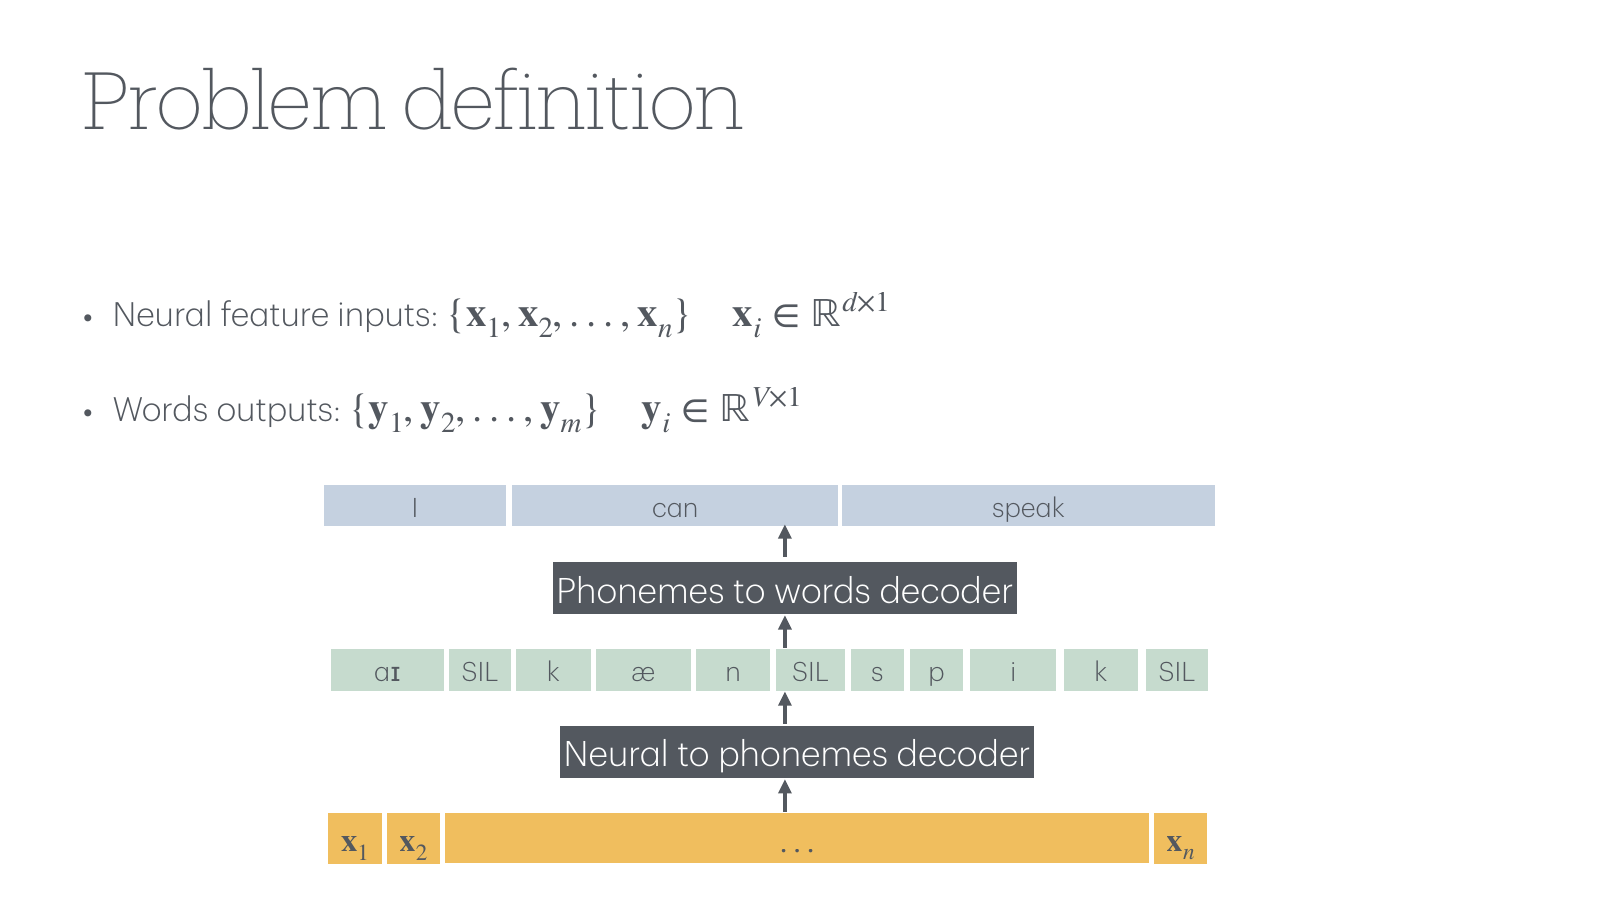 Problem definition
• Neural feature inputs: {x₁, x₂, . . . , xₙ} xᵢ ∈ ℝ^{d×1}
• Words outputs: {y₁, y₂, . . . , yₘ} yᵢ ∈ ℝ^{V×1}
I can speak
Phonemes to words decoder
ɑɪ SIL k æ n SIL s p i k SIL
Neural to phonemes decoder
x₁ x₂ . . . xₙ